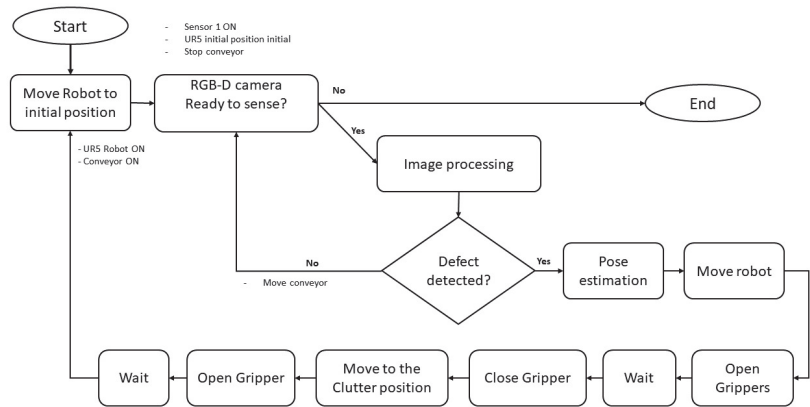 Start
- Sensor 1 ON
- UR5 initial position initial
- Stop conveyor
Move Robot to
initial position
RGB-D camera
Ready to sense?
No
End
Yes
- UR5 Robot ON
- Conveyor ON
Image processing
Defect
detected?
No
- Move conveyor
Yes
Pose
estimation
Move robot
Open
Grippers
Wait
Close Gripper
Move to the
Clutter position
Open Gripper
Wait